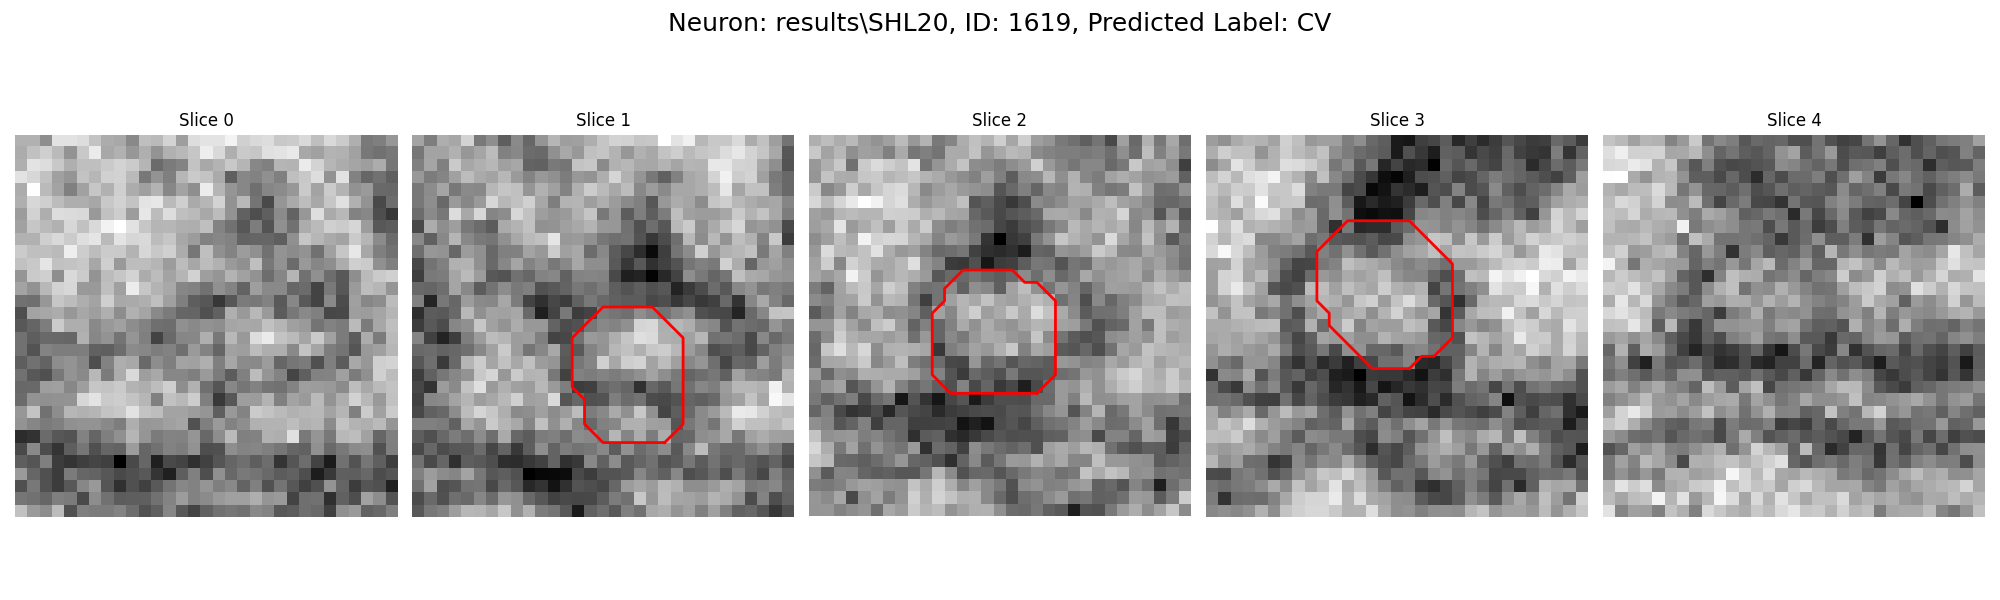 Neuron: results\SHL20, ID: 1619, Predicted Label: CV
Slice 0
Slice 1
Slice 2
Slice 3
Slice 4